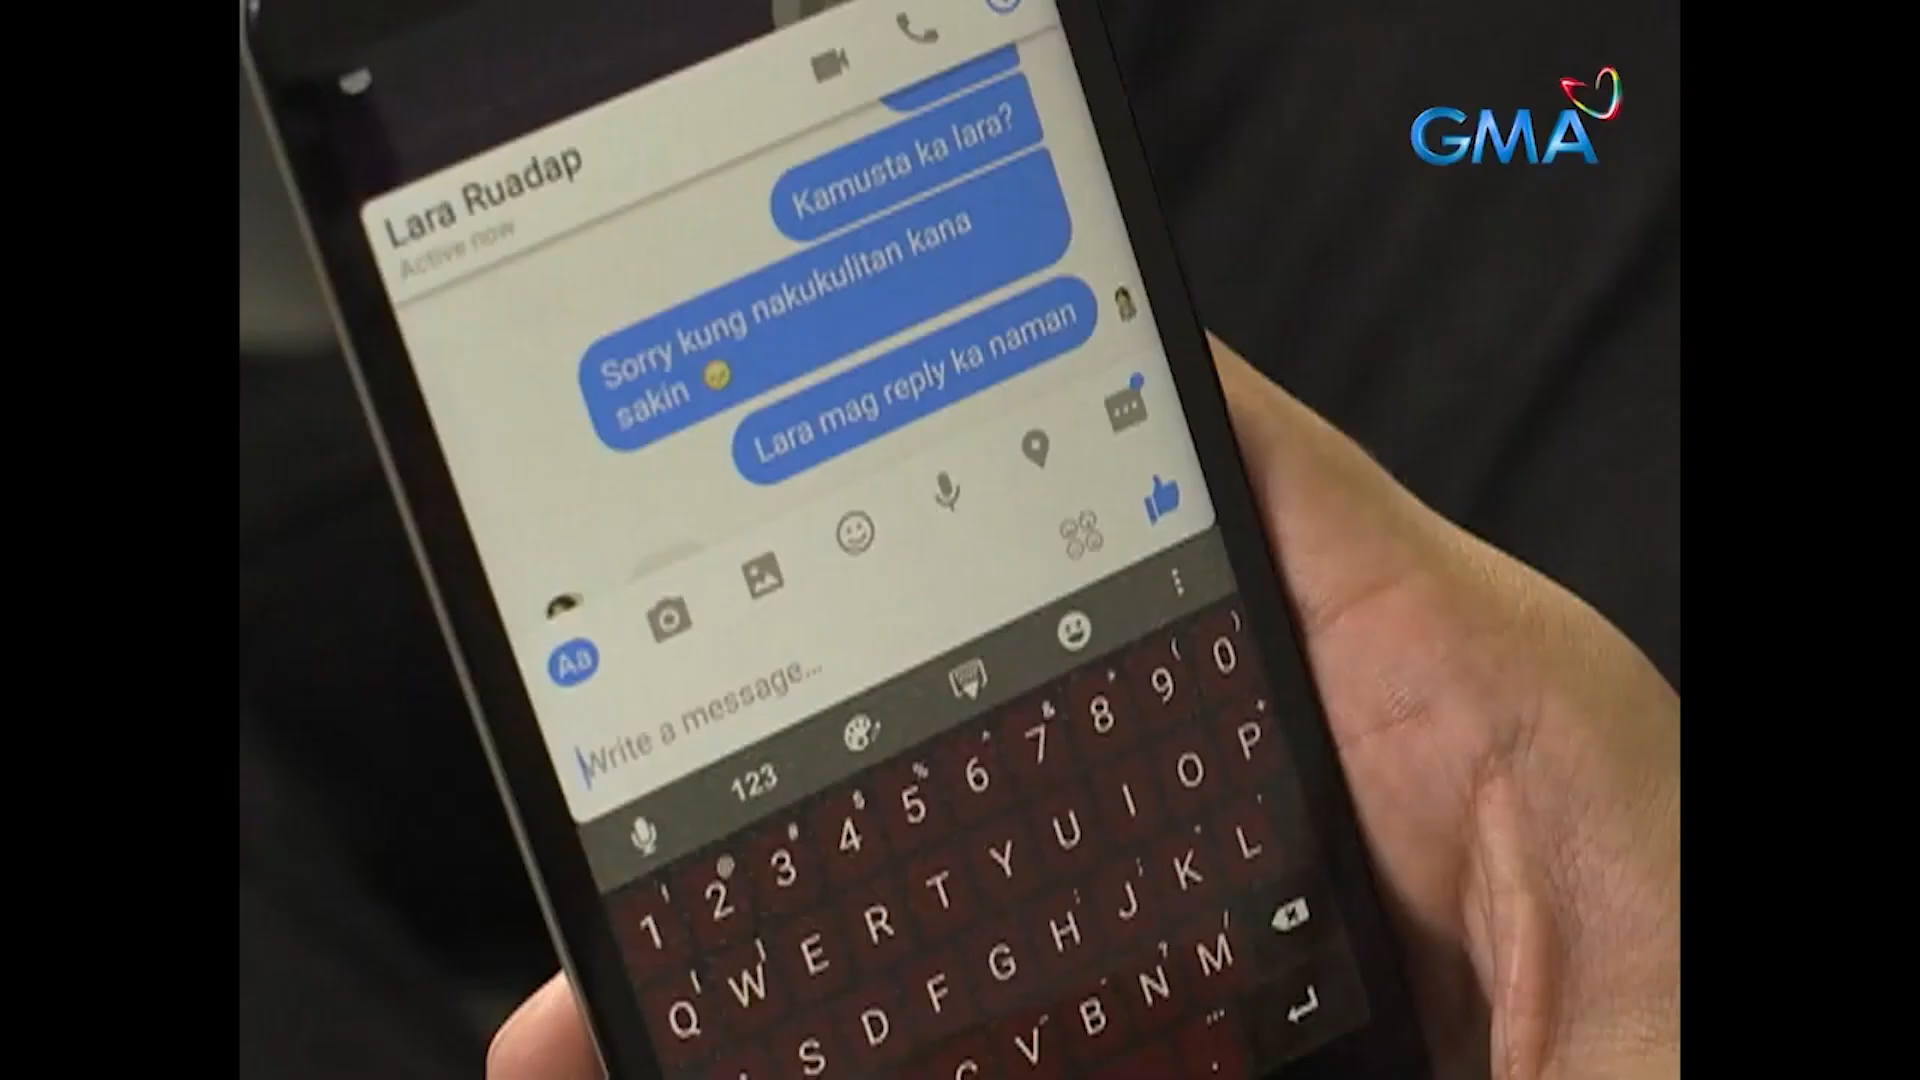 GMA
Lara Ruadap
Active now
Kamusta ka lara?
Sorry kung nakukulitan kana
sakin
Lara mag reply ka naman
Aa
Write a message...
123
1 2 3 4 5 6 7 8 9 0
Q W E R T Y U I O P
S D F G H J K L
C V B N M